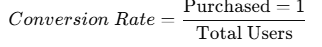 Conversion Rate = Purchased = 1 / Total Users